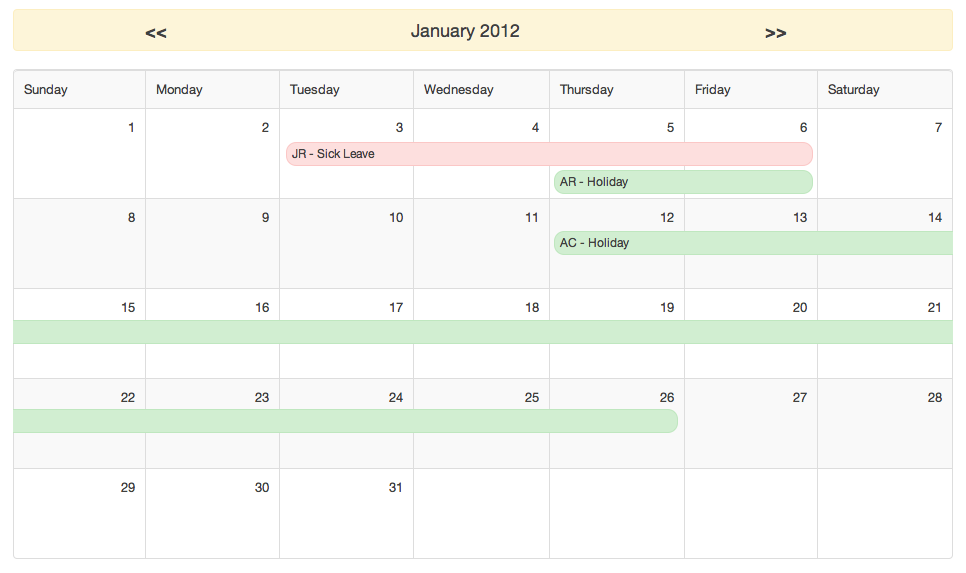 << January 2012 >>
Sunday Monday Tuesday Wednesday Thursday Friday Saturday
1 2 3 4 5 6 7
JR - Sick Leave
AR - Holiday
8 9 10 11 12 13 14
AC - Holiday
15 16 17 18 19 20 21
22 23 24 25 26 27 28
29 30 31